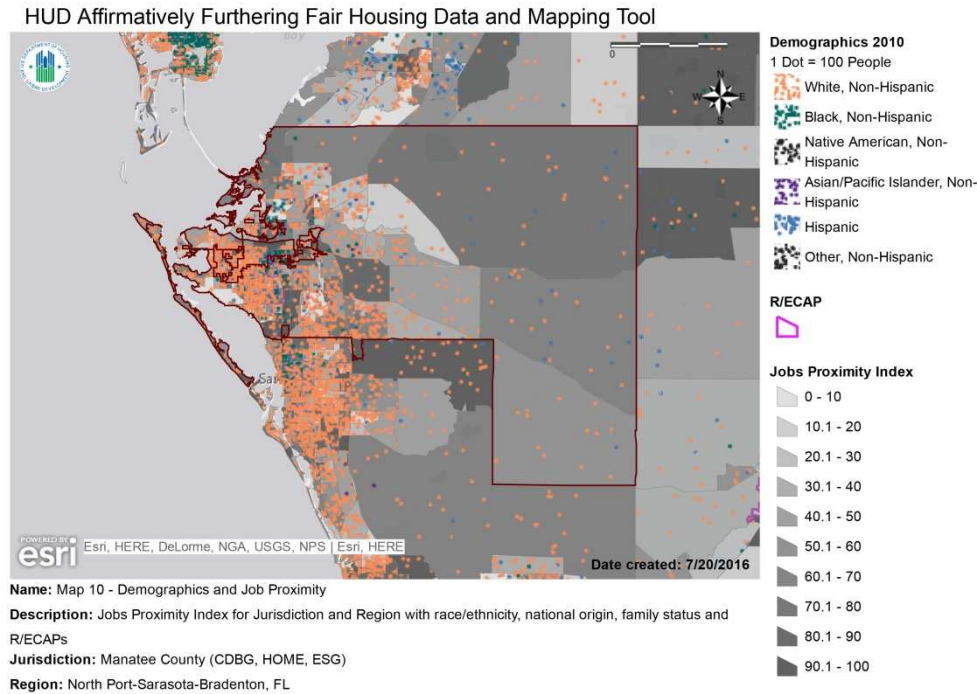 HUD Affirmatively Furthering Fair Housing Data and Mapping Tool
Bay
0
N
W E
S
Sa
POWERED BY
esri
Esri, HERE, DeLorme, NGA, USGS, NPS | Esri, HERE
Date created: 7/20/2016
Demographics 2010
1 Dot = 100 People
White, Non-Hispanic
Black, Non-Hispanic
Native American, Non-
Hispanic
Asian/Pacific Islander, Non-
Hispanic
Hispanic
Other, Non-Hispanic
R/ECAP
Jobs Proximity Index
0 - 10
10.1 - 20
20.1 - 30
30.1 - 40
40.1 - 50
50.1 - 60
60.1 - 70
70.1 - 80
80.1 - 90
90.1 - 100
Name: Map 10 - Demographics and Job Proximity
Description: Jobs Proximity Index for Jurisdiction and Region with race/ethnicity, national origin, family status and
R/ECAPs
Jurisdiction: Manatee County (CDBG, HOME, ESG)
Region: North Port-Sarasota-Bradenton, FL